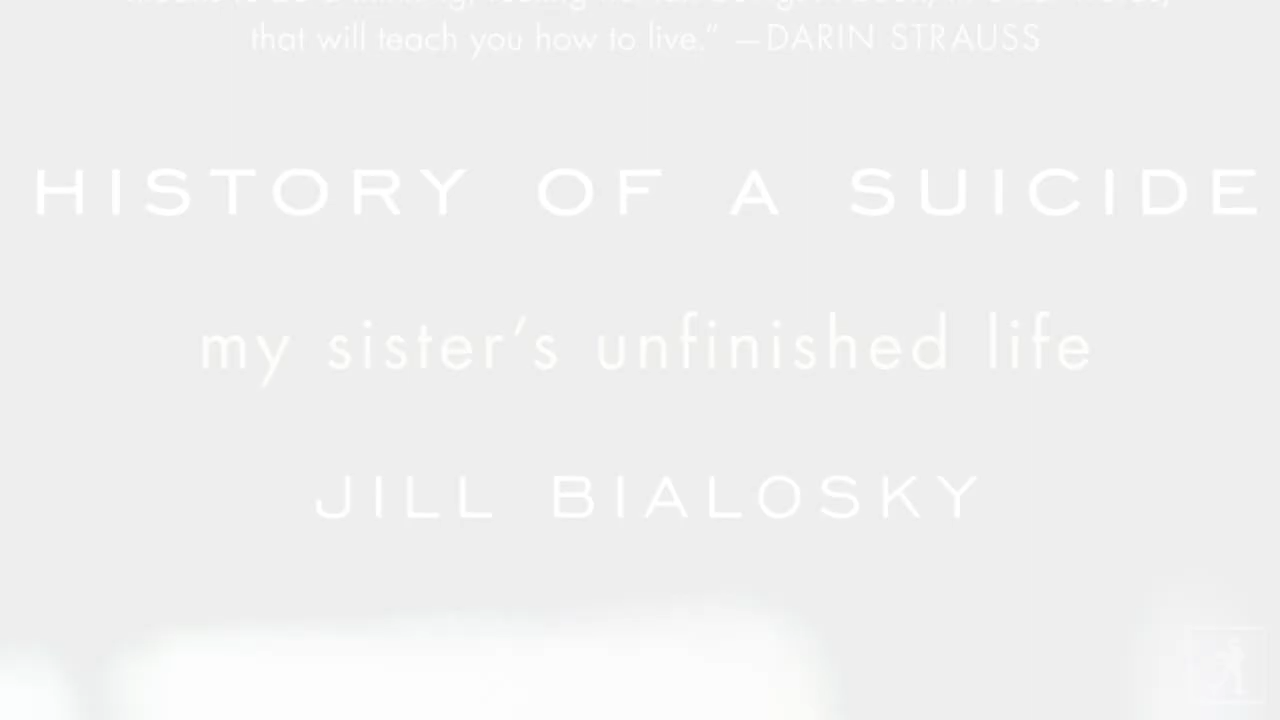 that will teach you how to live.” —DARIN STRAUSS
HISTORY OF A SUICIDE
my sister’s unfinished life
JILL BIALOSKY